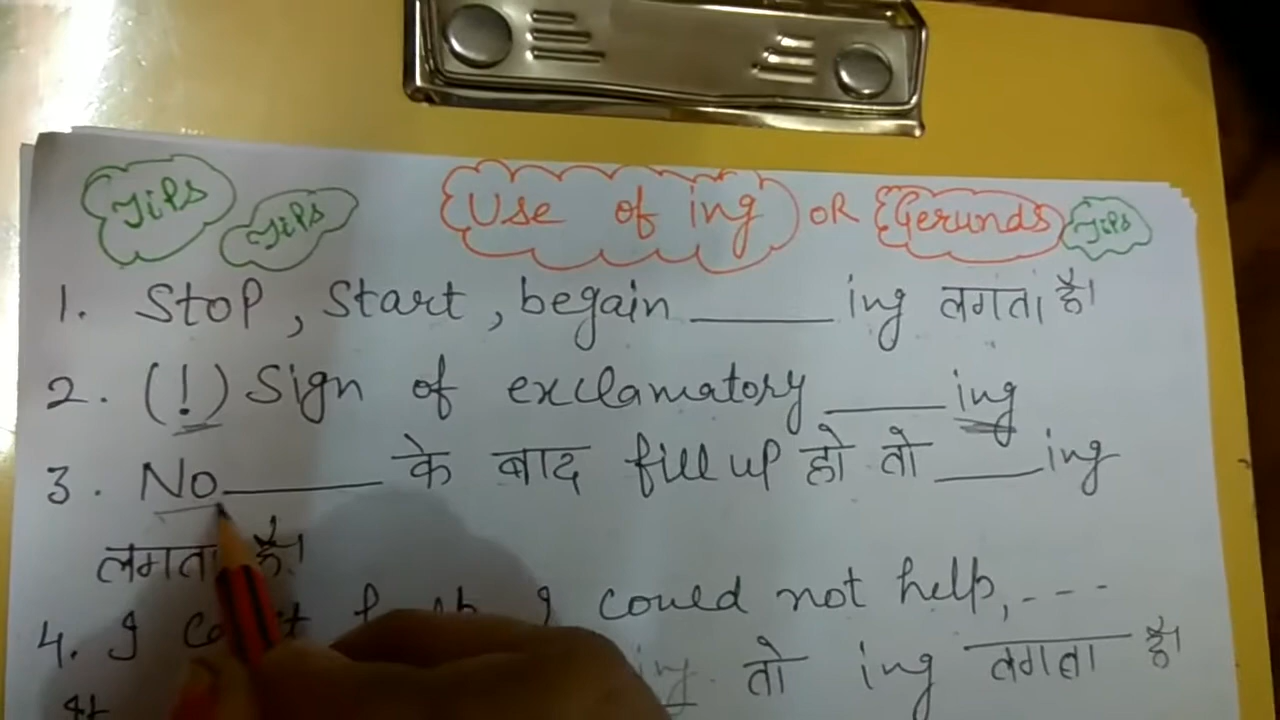 Tips Tips Use of ing OR Gerunds Tips
1. Stop, Start, begain ____ ing लगता है।
2. (!) Sign of exclamatory ____ ing
3. No ____ के बाद fill up हो तो ____ ing
लगता है।
4. I could not help, ---
तो ing लगता है।